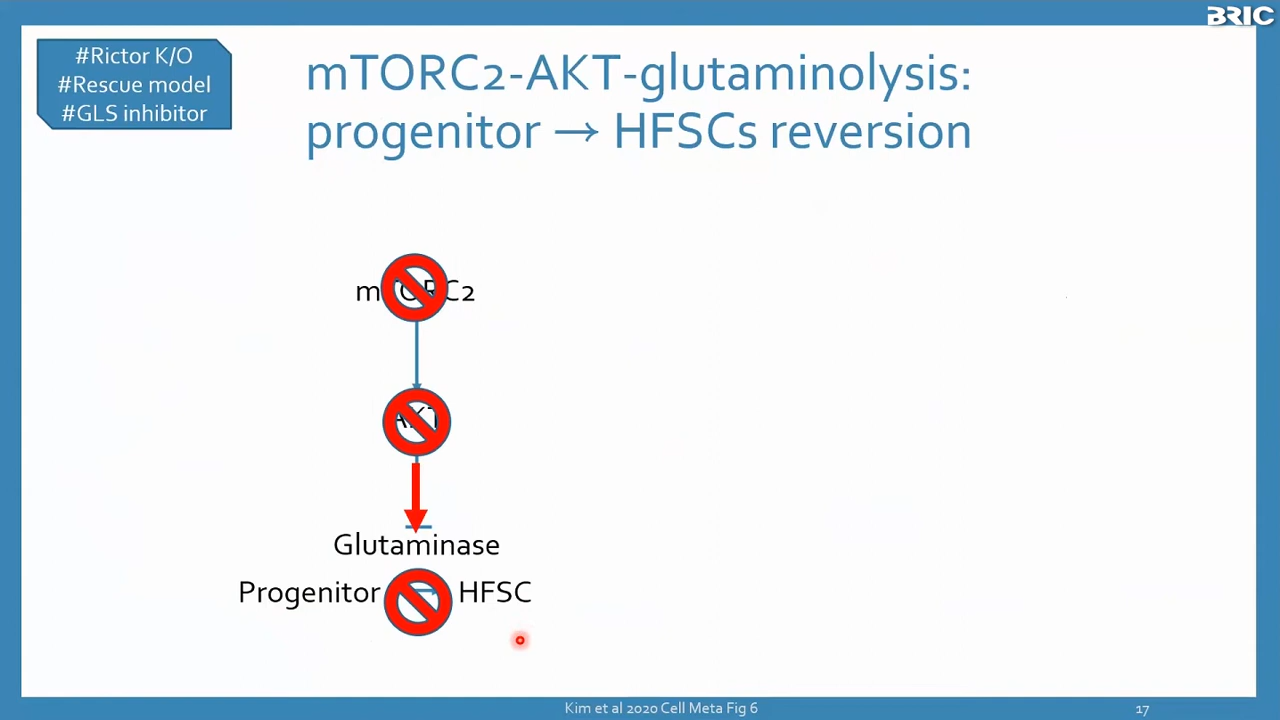 BRIC
#Rictor K/O
#Rescue model
#GLS inhibitor
mTORC2-AKT-glutaminolysis:
progenitor → HFSCs reversion
mTORC2
AKT
Glutaminase
Progenitor → HFSC
Kim et al 2020 Cell Meta Fig 6
17